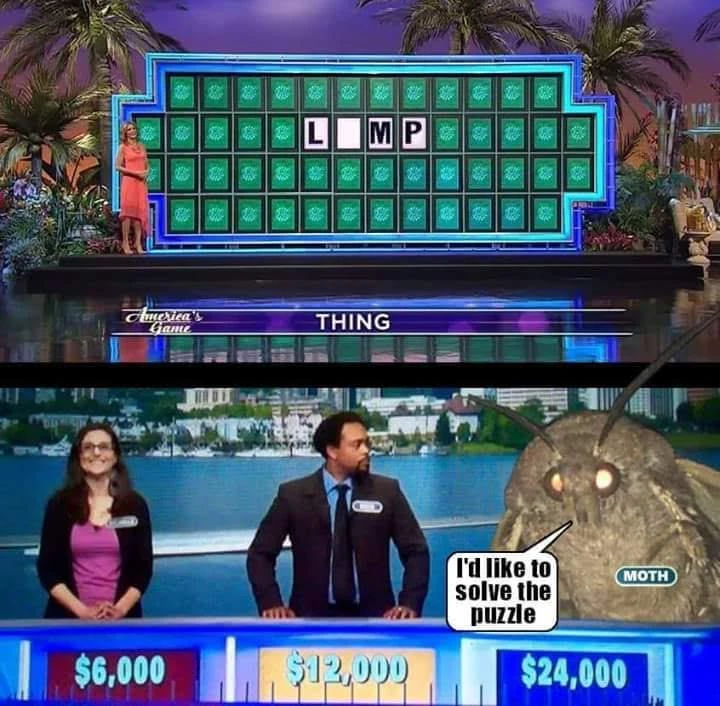 L MP
America's
Game
THING
I'd like to
solve the
puzzle
MOTH
$6,000
$12,000
$24,000